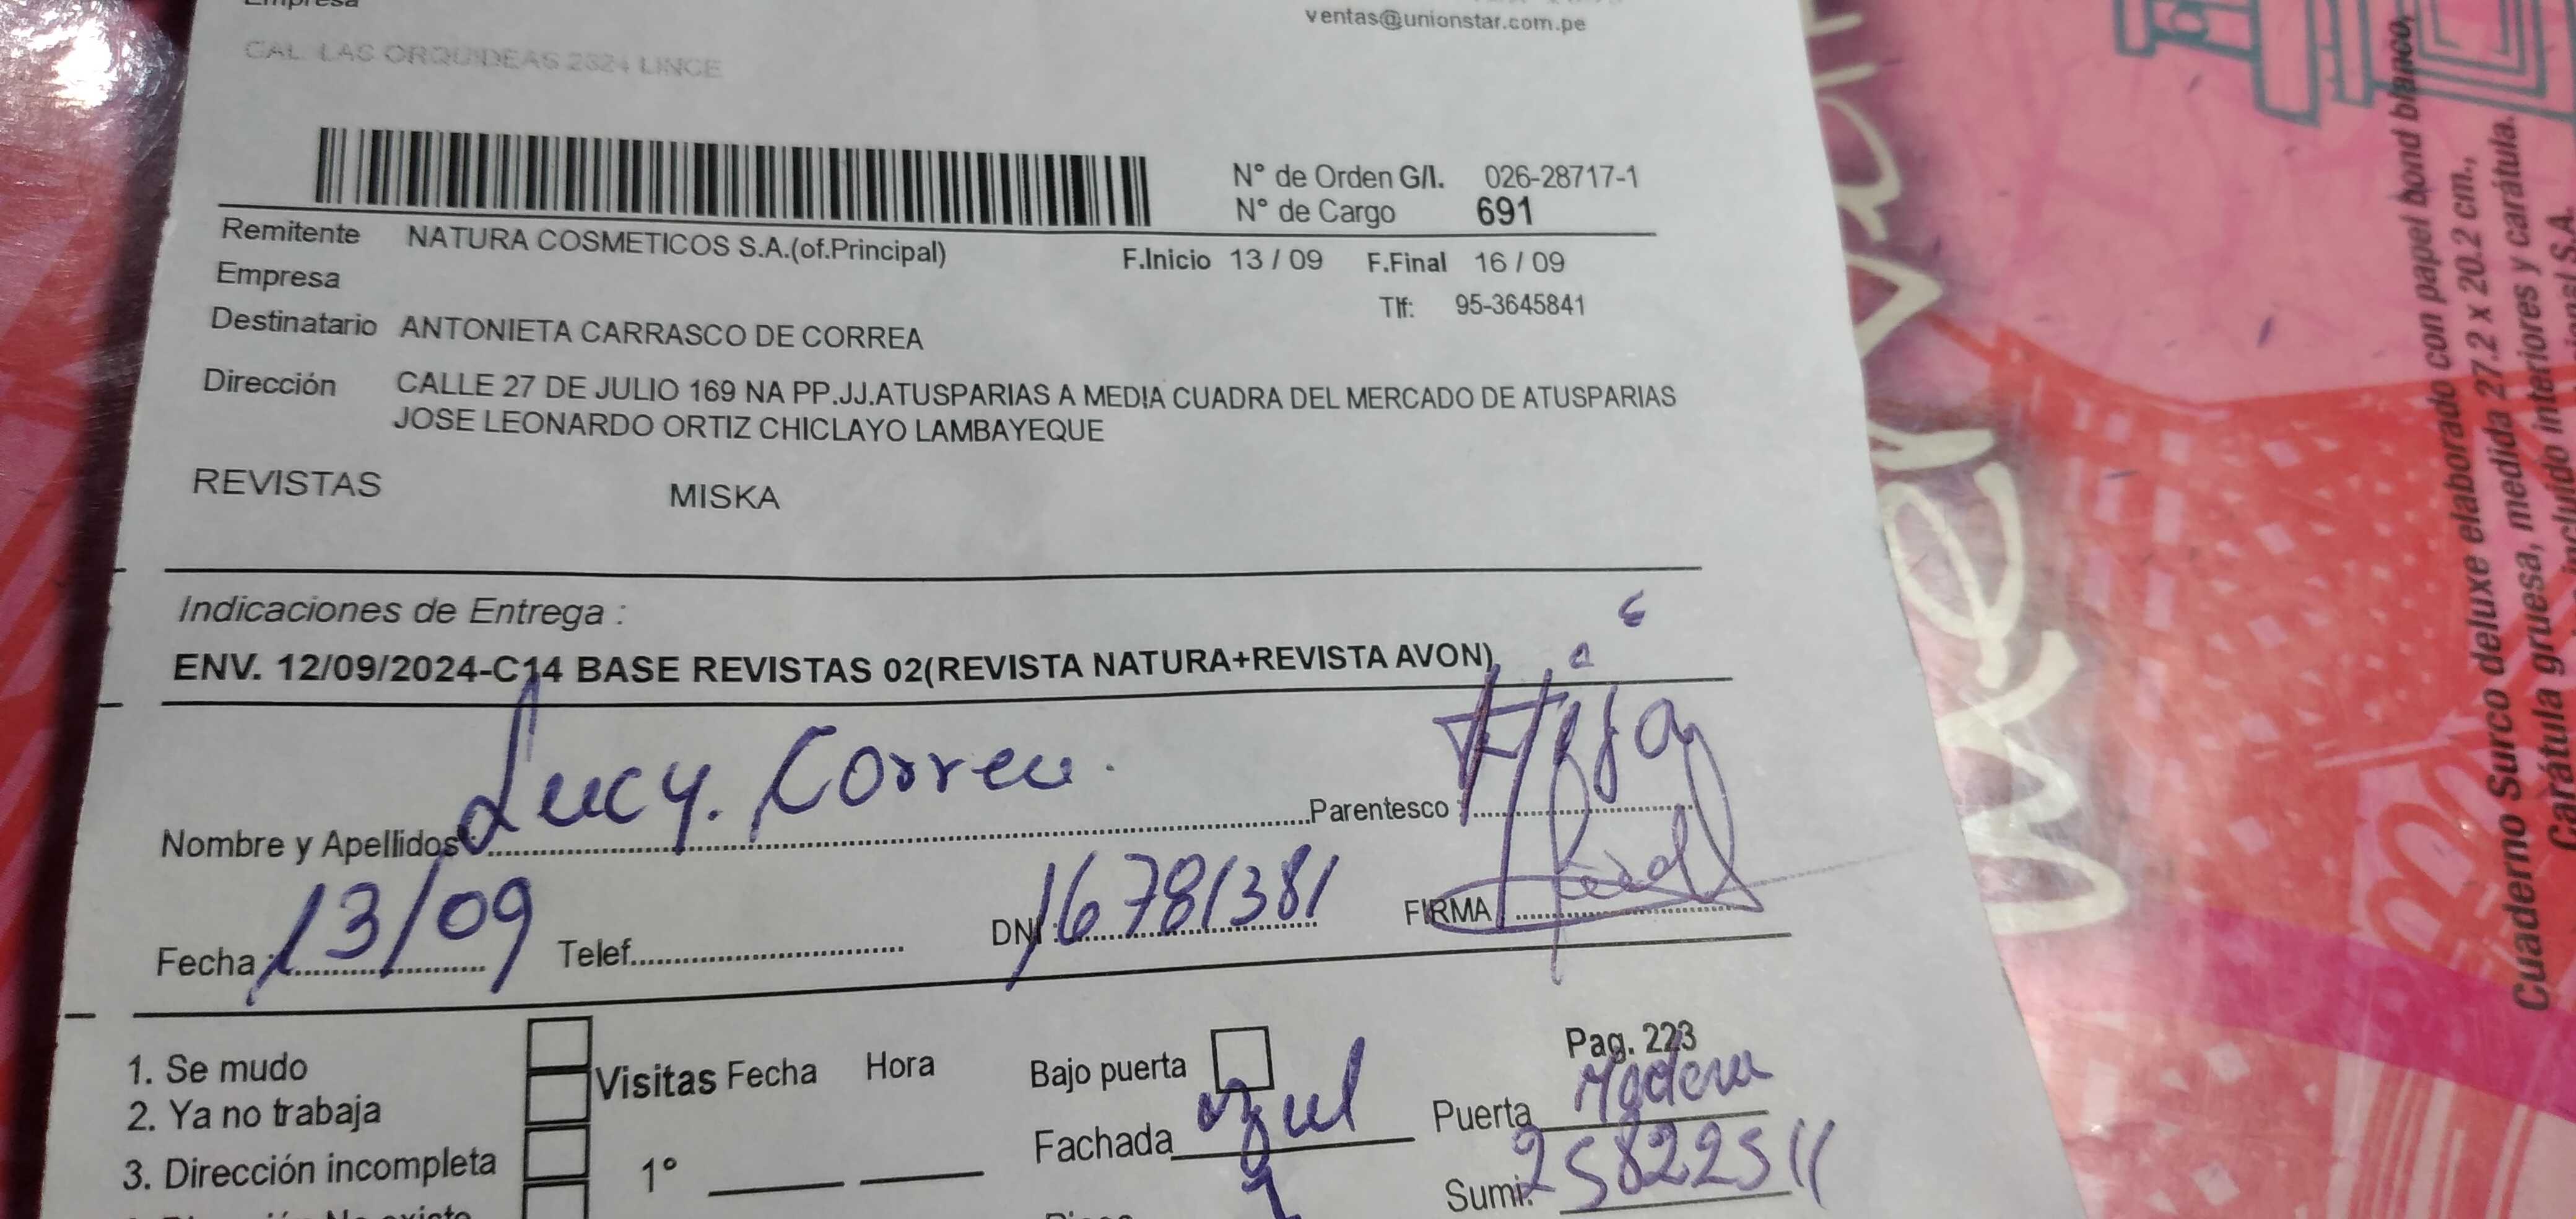 Empresa
ventas@unionstar.com.pe
CAL. LAS ORQUIDEAS 2624 LINCE
N° de Orden G/I. 026-28717-1
N° de Cargo 691
Remitente NATURA COSMETICOS S.A.(of.Principal)
F.Inicio 13 / 09 F.Final 16 / 09
Empresa
Tlf: 95-3645841
Destinatario ANTONIETA CARRASCO DE CORREA
Dirección CALLE 27 DE JULIO 169 NA PP.JJ.ATUSPARIAS A MEDIA CUADRA DEL MERCADO DE ATUSPARIAS
JOSE LEONARDO ORTIZ CHICLAYO LAMBAYEQUE
REVISTAS MISKA
Indicaciones de Entrega :
ENV. 12/09/2024-C14 BASE REVISTAS 02(REVISTA NATURA+REVISTA AVON)
Nombre y Apellidos Lucy. Correa. Parentesco : Hija
Fecha : 13/09 Telef. DNI : 16781381 FIRMA
Pag. 223
1. Se mudo
2. Ya no trabaja
3. Dirección incompleta
Visitas Fecha Hora
1°
Bajo puerta
Fachada azul
Puerta Madera
Sumi. 25822511
Cuaderno Surco deluxe elaborado con papel bond blanco,
Carátula gruesa, medida 27.2 x 20.2 cm.,
incluido interiores y carátula.